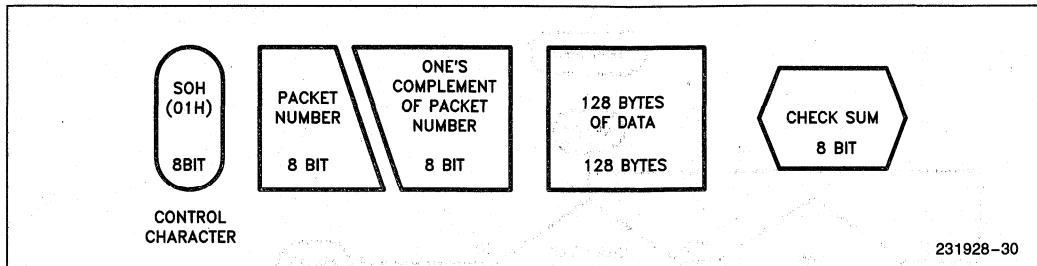 SOH
(01H)
8BIT
CONTROL
CHARACTER
PACKET
NUMBER
8 BIT
ONE'S
COMPLEMENT
OF PACKET
NUMBER
8 BIT
128 BYTES
OF DATA
128 BYTES
CHECK SUM
8 BIT
231928-30